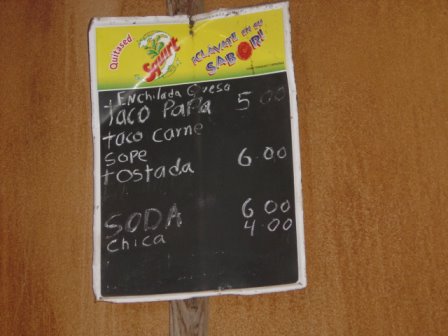 Quitased
Squirt
¡CLÁVATE EN SU
SABOR!
+ ENchilada Queso
taco PaPa 5 00
taco carne
SOPe
tostada 6.00
SODA 6 00
chica 4.00